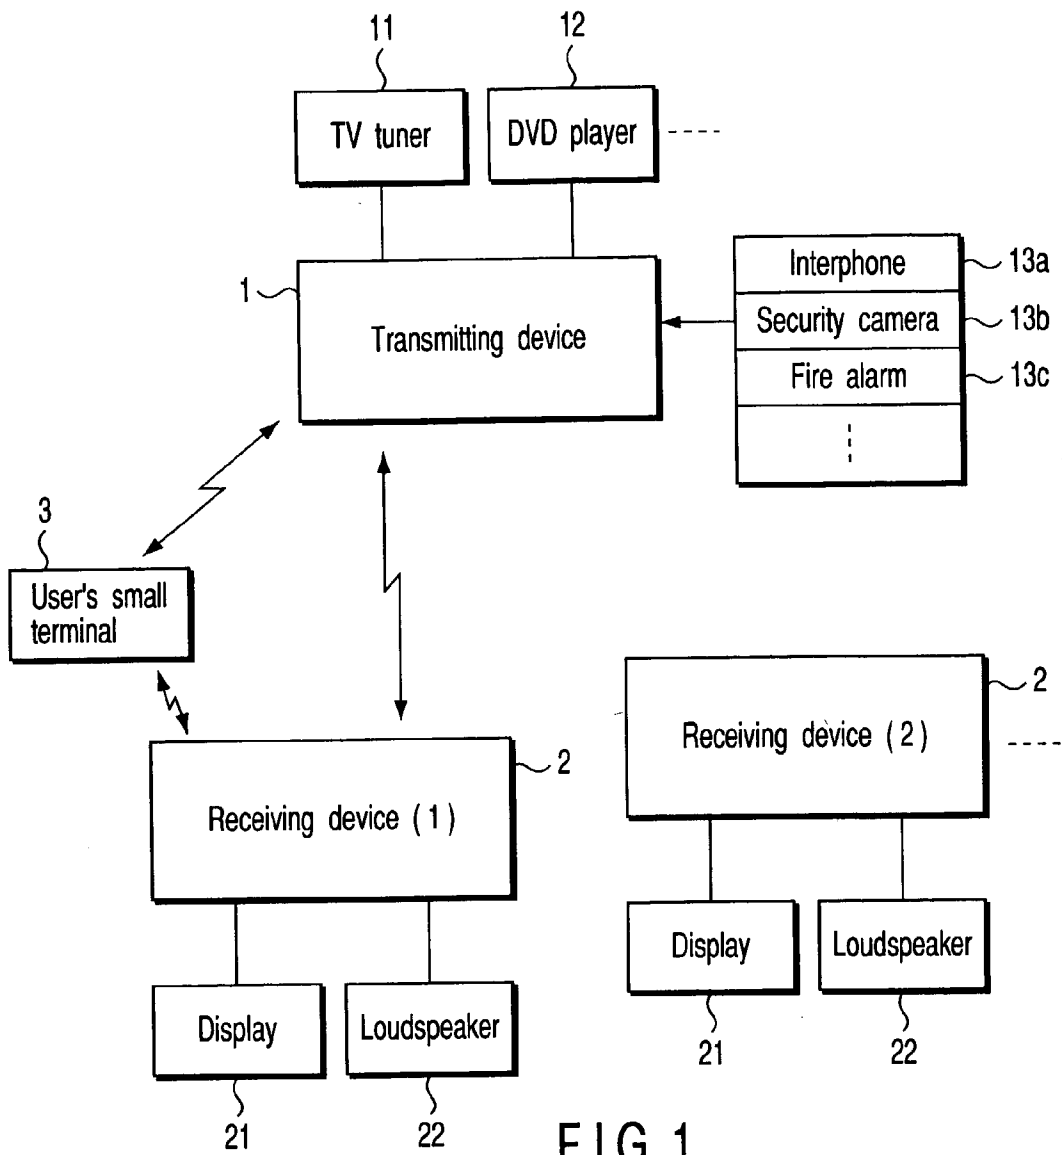 11
12
TV tuner
DVD player
1
Transmitting device
Interphone
13a
Security camera
13b
Fire alarm
13c
3
User's small
terminal
2
Receiving device (2)
2
Receiving device (1)
Display
Loudspeaker
21
22
Display
Loudspeaker
21
22
FIG.1